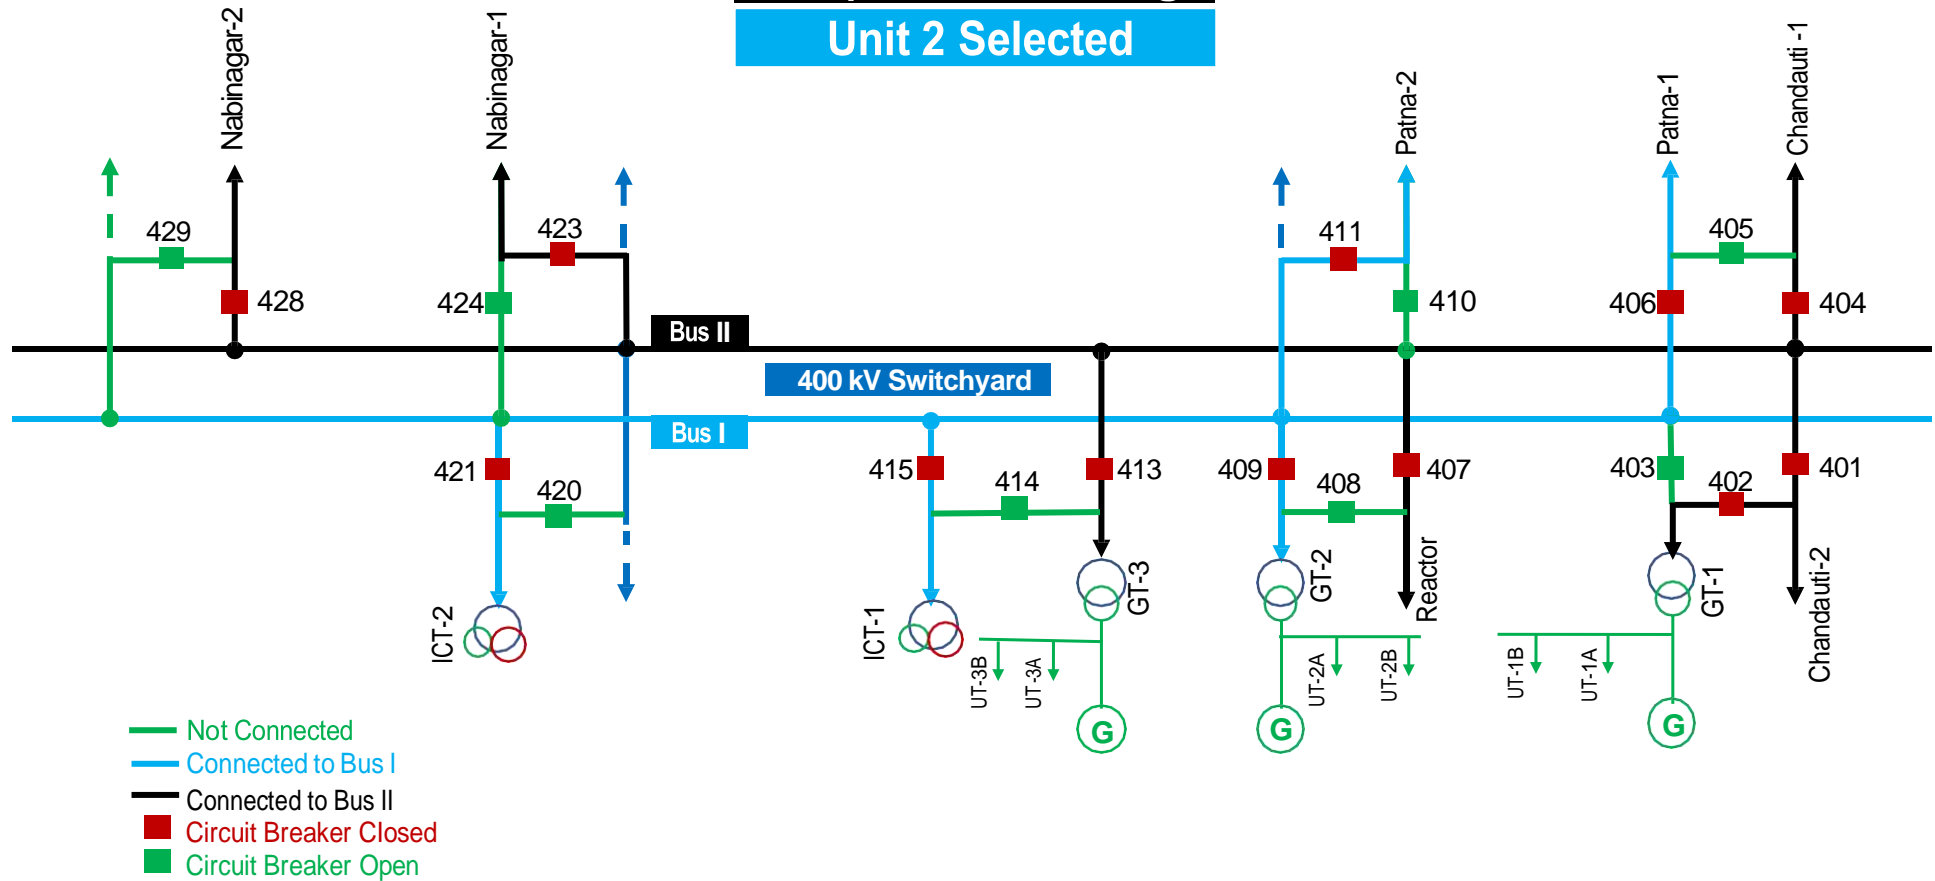 Unit 2 Selected
Nabinagar-2
Nabinagar-1
Patna-2
Patna-1
Chandauti -1
429
423
411
405
428
424
410
406
404
Bus II
400 kV Switchyard
Bus I
421
420
415
414
413
409
408
407
403
402
401
ICT-2
ICT-1
GT-3
GT-2
Reactor
GT-1
Chandauti-2
UT-3B
UT-3A
UT-2A
UT-2B
UT-1B
UT-1A
G
G
G
Not Connected
Connected to Bus I
Connected to Bus II
Circuit Breaker Closed
Circuit Breaker Open